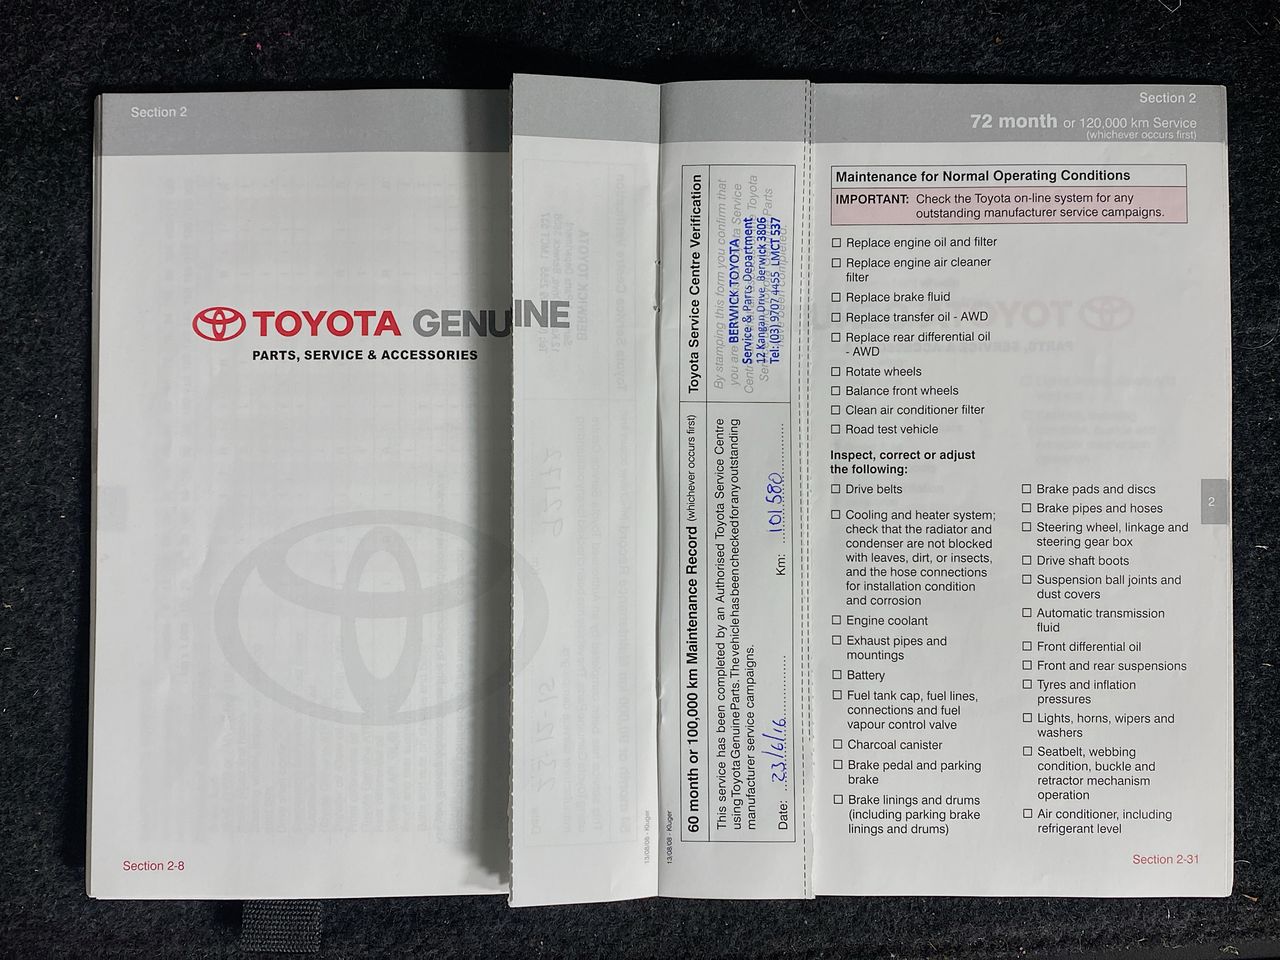 Section 2
TOYOTA GENUINE
PARTS, SERVICE & ACCESSORIES
Section 2-8
13/08/08 - Kluger
13/08/08 - Kluger
60 month or 100,000 km Maintenance Record (whichever occurs first)
This service has been completed by an Authorised Toyota Service Centre
using Toyota Genuine Parts. The vehicle has been checked for any outstanding
manufacturer service campaigns.
Date: 23/6/16 Km: 101580
Toyota Service Centre Verification
By stamping this form you confirm that
you are
Service
Toyota
Parts
completed.
BERWICK TOYOTA
Service & Parts Department
12 Kangan Drive Berwick 3806
Tel: (03) 9707 4455 LMCT 537
Section 2
72 month or 120,000 km Service
(whichever occurs first)
Maintenance for Normal Operating Conditions
IMPORTANT: Check the Toyota on-line system for any
outstanding manufacturer service campaigns.
☐ Replace engine oil and filter
☐ Replace engine air cleaner
filter
☐ Replace brake fluid
☐ Replace transfer oil - AWD
☐ Replace rear differential oil
- AWD
☐ Rotate wheels
☐ Balance front wheels
☐ Clean air conditioner filter
☐ Road test vehicle
Inspect, correct or adjust
the following:
☐ Drive belts
☐ Cooling and heater system;
check that the radiator and
condenser are not blocked
with leaves, dirt, or insects,
and the hose connections
for installation condition
and corrosion
☐ Engine coolant
☐ Exhaust pipes and
mountings
☐ Battery
☐ Fuel tank cap, fuel lines,
connections and fuel
vapour control valve
☐ Charcoal canister
☐ Brake pedal and parking
brake
☐ Brake linings and drums
(including parking brake
linings and drums)
☐ Brake pads and discs
☐ Brake pipes and hoses
☐ Steering wheel, linkage and
steering gear box
☐ Drive shaft boots
☐ Suspension ball joints and
dust covers
☐ Automatic transmission
fluid
☐ Front differential oil
☐ Front and rear suspensions
☐ Tyres and inflation
pressures
☐ Lights, horns, wipers and
washers
☐ Seatbelt, webbing
condition, buckle and
retractor mechanism
operation
☐ Air conditioner, including
refrigerant level
2
Section 2-31